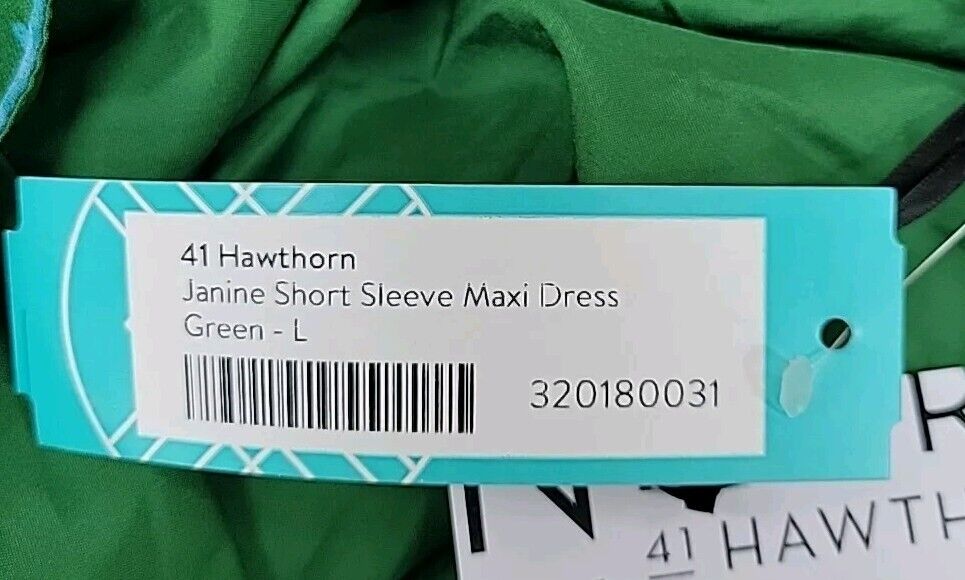 41 Hawthorn
Janine Short Sleeve Maxi Dress
Green - L
320180031
41 HAWTH